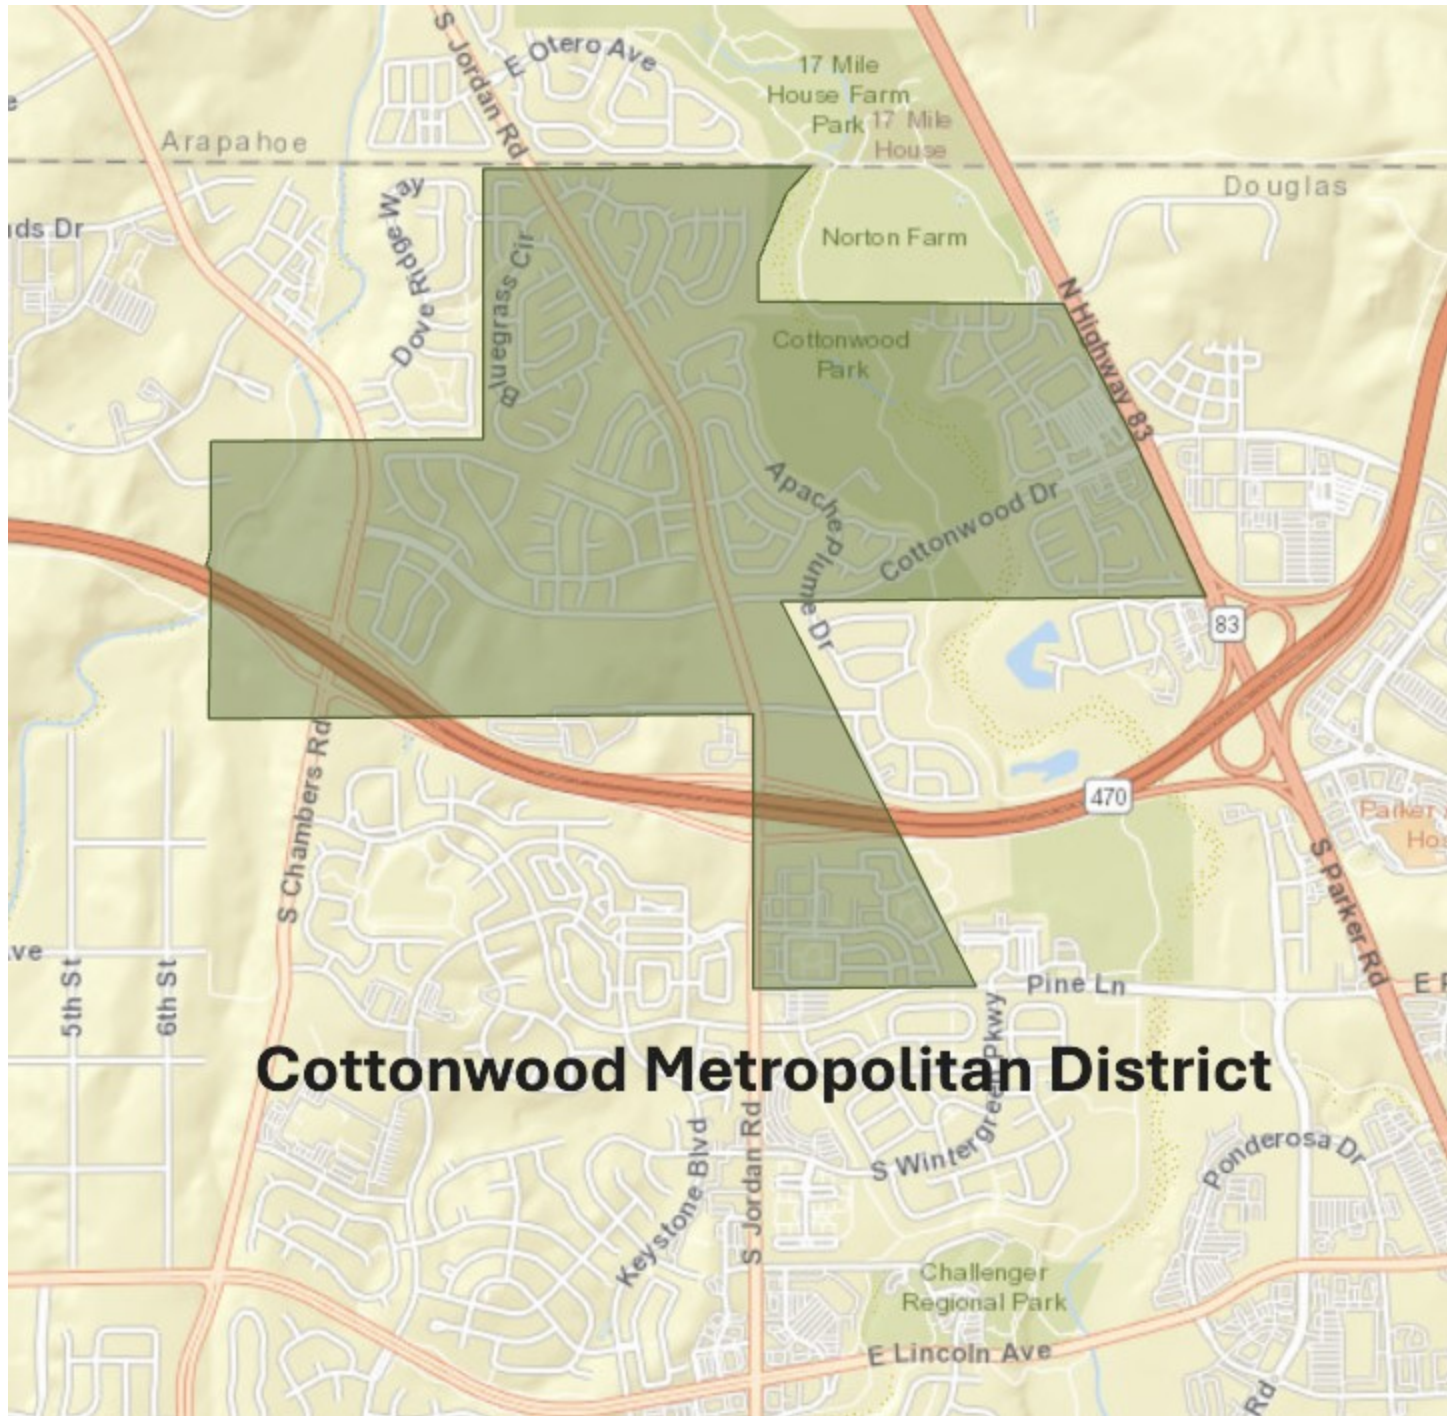 S Jordan Rd
E Otero Ave
17 Mile
House Farm
Park
17 Mile
House
Arapahoe
Douglas
Dove Ridge Way
Norton Farm
Bluegrass Cir
N Highway 83
Cottonwood
Park
Apache Plume Dr
Cottonwood Dr
83
470
S Chambers Rd
Parker
S Parker Rd
5th St
6th St
Pine Ln
Cottonwood Metropolitan District
S Wintergreen Pkwy
Keystone Blvd
S Jordan Rd
Ponderosa Dr
Challenger
Regional Park
E Lincoln Ave
Rd